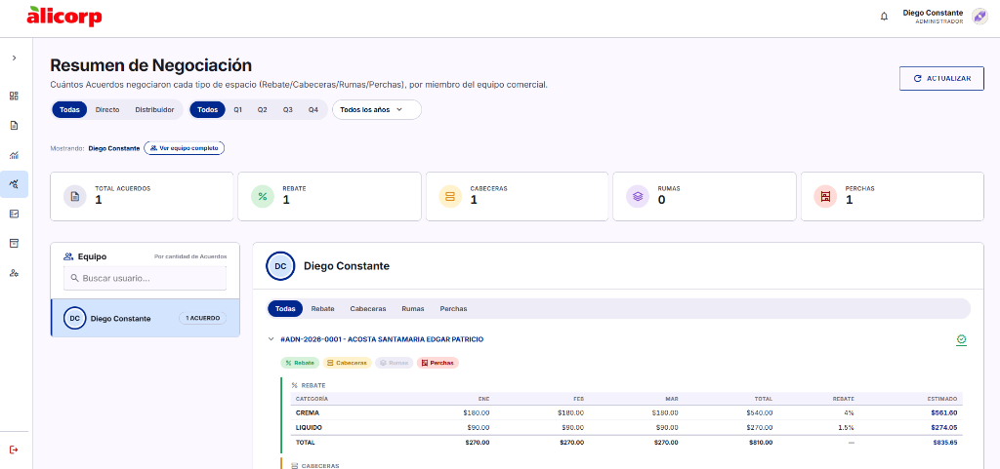 alicorp
Diego Constante
ADMINISTRADOR
Resumen de Negociación
Cuántos Acuerdos negociaron cada tipo de espacio (Rebate/Cabeceras/Rumas/Perchas), por miembro del equipo comercial.
ACTUALIZAR
Todas Directo Distribuidor Todos Q1 Q2 Q3 Q4 Todos los años
Mostrando: Diego Constante Ver equipo completo
TOTAL ACUERDOS
1
REBATE
1
CABECERAS
1
RUMAS
0
PERCHAS
1
Equipo Por cantidad de Acuerdos
Buscar usuario...
DC Diego Constante 1 ACUERDO
DC Diego Constante
Todas Rebate Cabeceras Rumas Perchas
#ADN-2026-0001 - ACOSTA SANTAMARIA EDGAR PATRICIO
Rebate Cabeceras Rumas Perchas
REBATE
CATEGORÍA ENE FEB MAR TOTAL REBATE ESTIMADO
CREMA $180.00 $180.00 $180.00 $540.00 4% $561.60
LIQUIDO $90.00 $90.00 $90.00 $270.00 1.5% $274.05
TOTAL $270.00 $270.00 $270.00 $810.00 — $835.65
CABECERAS